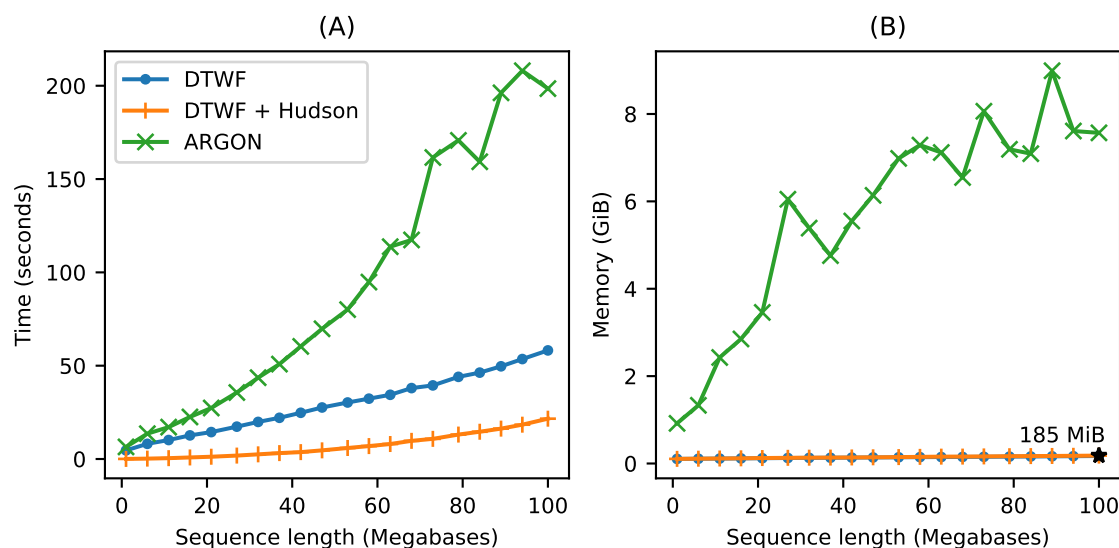 (A)
Time (seconds)
200
150
100
50
0
DTWF
DTWF + Hudson
ARGON
0 20 40 60 80 100
Sequence length (Megabases)
(B)
Memory (GiB)
8
6
4
2
0
185 MiB
0 20 40 60 80 100
Sequence length (Megabases)